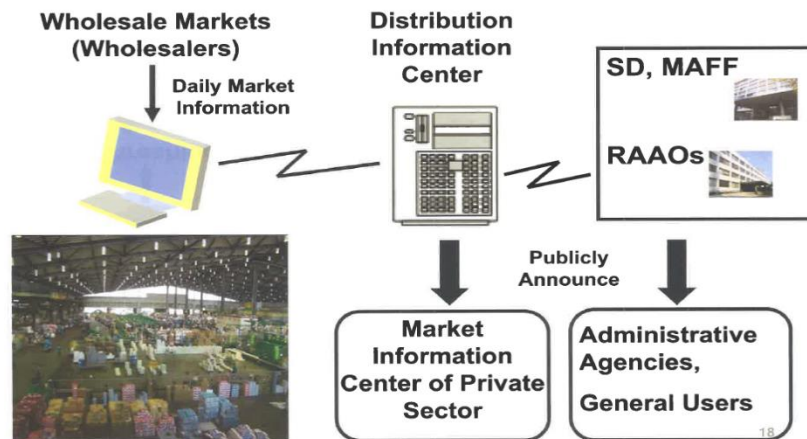 Wholesale Markets
(Wholesalers)
Daily Market
Information
Distribution
Information
Center
SD, MAFF
RAAOs
Publicly
Announce
Market
Information
Center of Private
Sector
Administrative
Agencies,
General Users
18